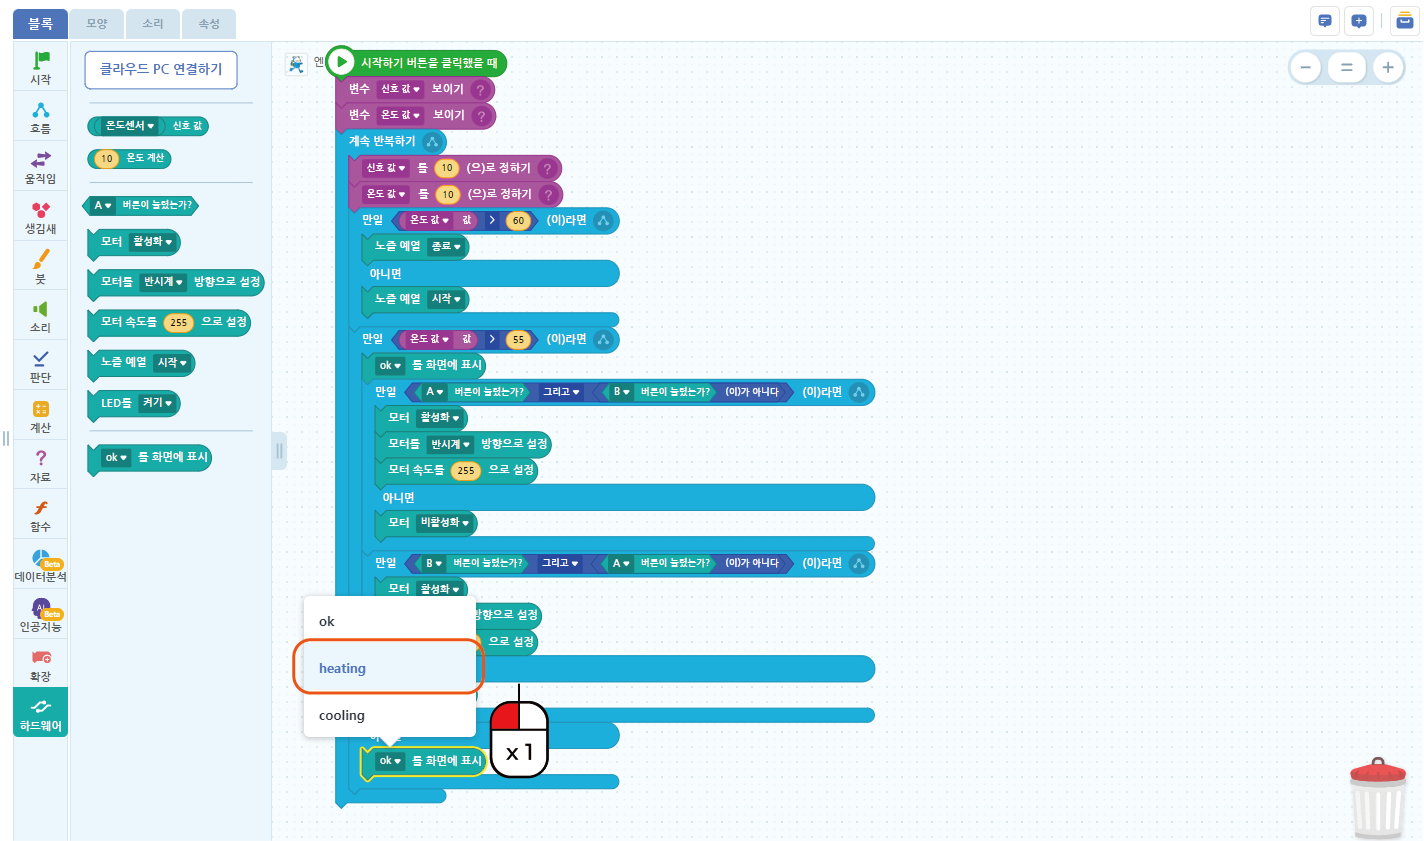 블록
모양
소리
속성
시작
흐름
움직임
생김새
붓
소리
판단
계산
자료
함수
Beta
데이터분석
AI
Beta
인공지능
확장
하드웨어
클라우드 PC 연결하기
온도센서 신호 값
10 온도 계산
A 버튼이 눌렸는가?
모터 활성화
모터를 반시계 방향으로 설정
모터 속도를 255 으로 설정
노즐 예열 시작
LED를 켜기
ok 를 화면에 표시
엔
시작하기 버튼을 클릭했을 때
변수 신호 값 보이기 ?
변수 온도 값 보이기 ?
계속 반복하기
신호 값 를 10 (으)로 정하기 ?
온도 값 를 10 (으)로 정하기 ?
만일 온도 값 값 > 60 (이)라면
노즐 예열 종료
아니면
노즐 예열 시작
만일 온도 값 값 > 55 (이)라면
ok 를 화면에 표시
만일 A 버튼이 눌렸는가? 그리고 B 버튼이 눌렸는가? (이)가 아니다 (이)라면
모터 활성화
모터를 반시계 방향으로 설정
모터 속도를 255 으로 설정
아니면
모터 비활성화
만일 B 버튼이 눌렸는가? 그리고 A 버튼이 눌렸는가? (이)가 아니다 (이)라면
모터 활성화
방향으로 설정
으로 설정
ok
heating
cooling
x 1
ok 를 화면에 표시